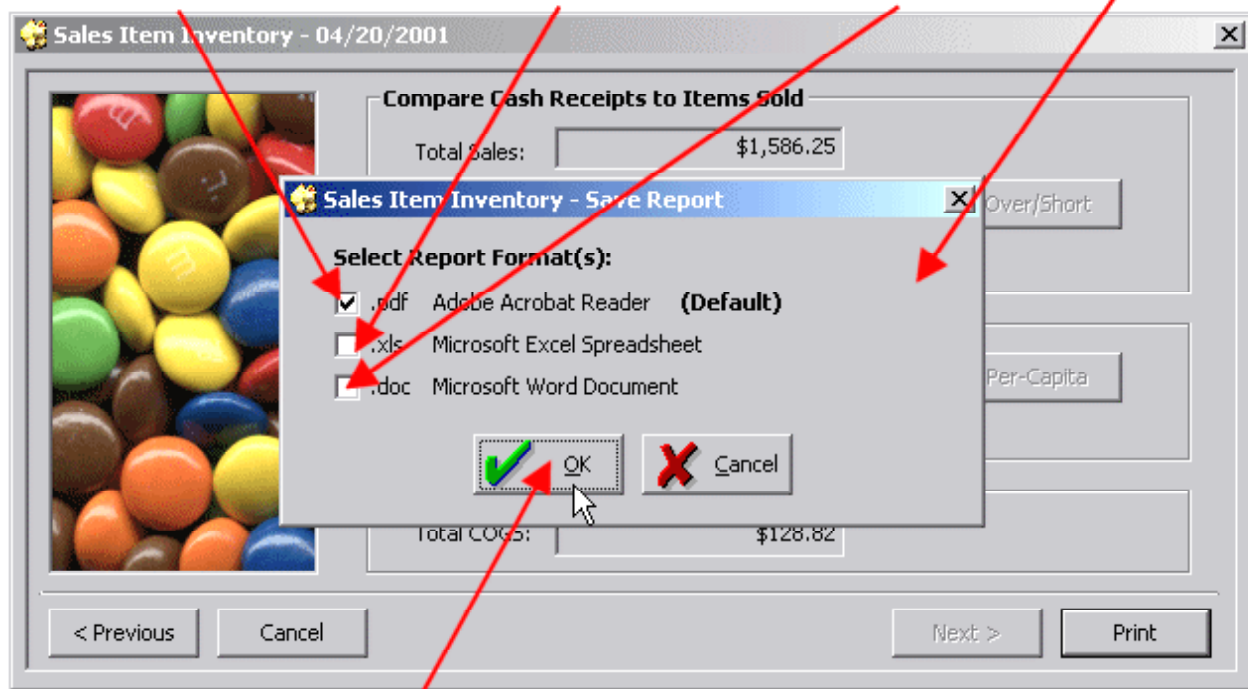 Sales Item Inventory - 04/20/2001
Compare Cash Receipts to Items Sold
Total Sales: $1,586.25
Sales Item Inventory - Save Report
Over/Short
Select Report Format(s):
.pdf Adobe Acrobat Reader (Default)
.xls Microsoft Excel Spreadsheet
.doc Microsoft Word Document
Per-Capita
OK Cancel
Total COGS: $128.82
< Previous Cancel Next > Print